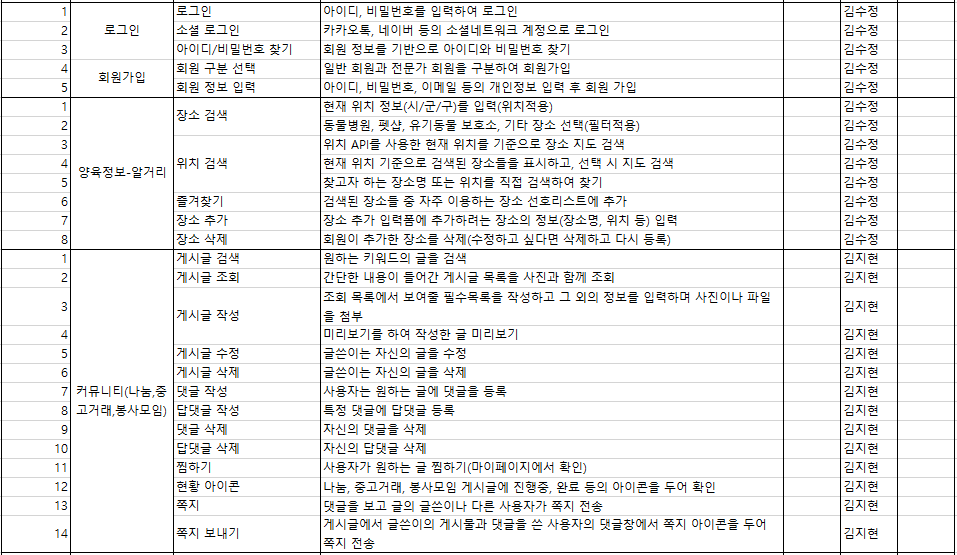 1 로그인 로그인 아이디, 비밀번호를 입력하여 로그인 김수정
2 소셜 로그인 카카오톡, 네이버 등의 소셜네트워크 계정으로 로그인 김수정
3 아이디/비밀번호 찾기 회원 정보를 기반으로 아이디와 비밀번호 찾기 김수정
4 회원가입 회원 구분 선택 일반 회원과 전문가 회원을 구분하여 회원가입 김수정
5 회원 정보 입력 아이디, 비밀번호, 이메일 등의 개인정보 입력 후 회원 가입 김수정
1 양육정보-알거리 장소 검색 현재 위치 정보(시/군/구)를 입력(위치적용) 김수정
2 동물병원, 펫샵, 유기동물 보호소, 기타 장소 선택(필터적용) 김수정
3 위치 검색 위치 API를 사용한 현재 위치를 기준으로 장소 지도 검색 김수정
4 현재 위치 기준으로 검색된 장소들을 표시하고, 선택 시 지도 검색 김수정
5 찾고자 하는 장소명 또는 위치를 직접 검색하여 찾기 김수정
6 즐겨찾기 검색된 장소들 중 자주 이용하는 장소 선호리스트에 추가 김수정
7 장소 추가 장소 추가 입력폼에 추가하려는 장소의 정보(장소명, 위치 등) 입력 김수정
8 장소 삭제 회원이 추가한 장소를 삭제(수정하고 싶다면 삭제하고 다시 등록) 김수정
1 커뮤니티(나눔,중고거래,봉사모임) 게시글 검색 원하는 키워드의 글을 검색 김지현
2 게시글 조회 간단한 내용이 들어간 게시글 목록을 사진과 함께 조회 김지현
3 게시글 작성 조회 목록에서 보여줄 필수목록을 작성하고 그 외의 정보를 입력하며 사진이나 파일
을 첨부 김지현
4 미리보기를 하여 작성한 글 미리보기 김지현
5 게시글 수정 글쓴이는 자신의 글을 수정 김지현
6 게시글 삭제 글쓴이는 자신의 글을 삭제 김지현
7 댓글 작성 사용자는 원하는 글에 댓글을 등록 김지현
8 답댓글 작성 특정 댓글에 답댓글 등록 김지현
9 댓글 삭제 자신의 댓글을 삭제 김지현
10 답댓글 삭제 자신의 답댓글 삭제 김지현
11 찜하기 사용자가 원하는 글 찜하기(마이페이지에서 확인) 김지현
12 현황 아이콘 나눔, 중고거래, 봉사모임 게시글에 진행중, 완료 등의 아이콘을 두어 확인 김지현
13 쪽지 댓글을 보고 글의 글쓴이나 다른 사용자가 쪽지 전송 김지현
14 쪽지 보내기 게시글에서 글쓴이의 게시물과 댓글을 쓴 사용자의 댓글창에서 쪽지 아이콘을 두어
쪽지 전송 김지현